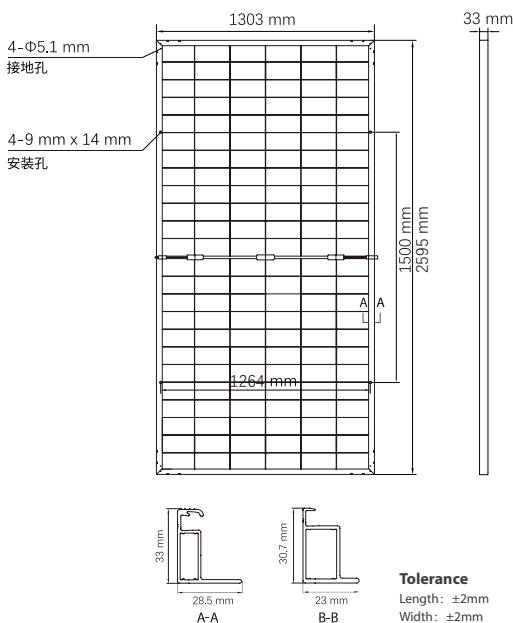 1303 mm
33 mm
4-Φ5.1 mm
接地孔
4-9 mm x 14 mm
安装孔
1500 mm
2595 mm
A A
1264 mm
33 mm
28.5 mm
A-A
30.7 mm
23 mm
B-B
Tolerance
Length: ±2mm
Width: ±2mm